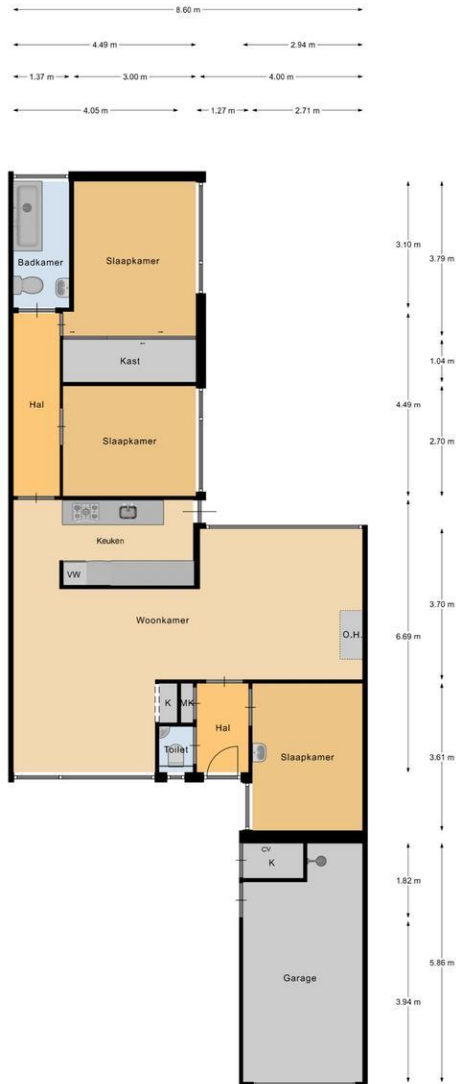 8.60 m
4.49 m 2.94 m
1.37 m 3.00 m 4.00 m
4.05 m 1.27 m 2.71 m
Badkamer
Slaapkamer
3.10 m
3.79 m
Kast
1.04 m
Hal
4.49 m
Slaapkamer
2.70 m
Keuken
VW
Woonkamer
O.H.
3.70 m
6.69 m
K
MK
Hal
Toilet
Slaapkamer
3.61 m
CV
K
1.82 m
5.86 m
Garage
3.94 m